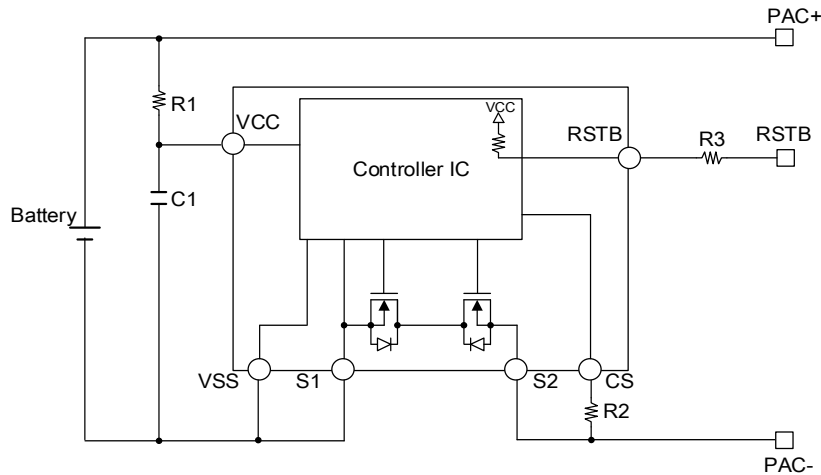 PAC+
R1
VCC
VCC
RSTB
R3
RSTB
Controller IC
C1
Battery
VSS
S1
S2
CS
R2
PAC-